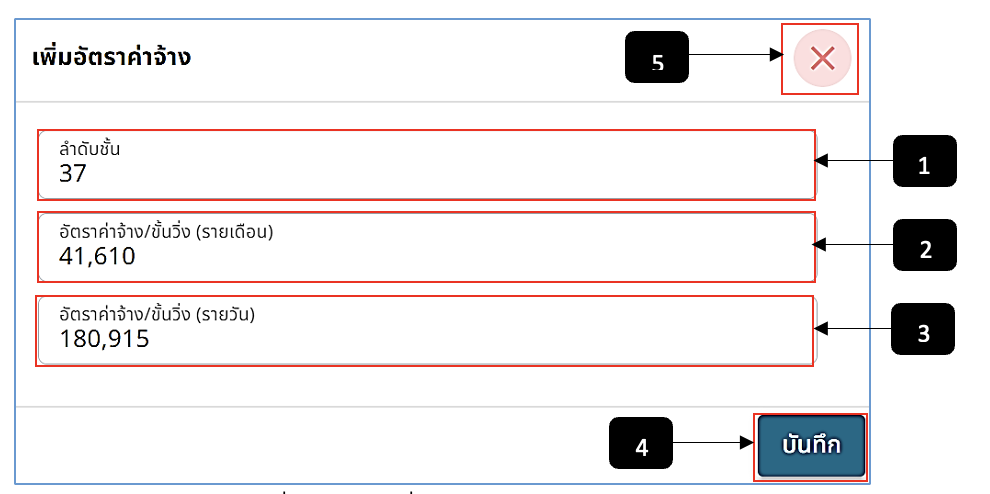 เพิ่มอัตราค่าจ้าง
5
ลำดับชั้น
37
1
อัตราค่าจ้าง/ขั้นวิ่ง (รายเดือน)
41,610
2
อัตราค่าจ้าง/ขั้นวิ่ง (รายวัน)
180,915
3
4
บันทึก